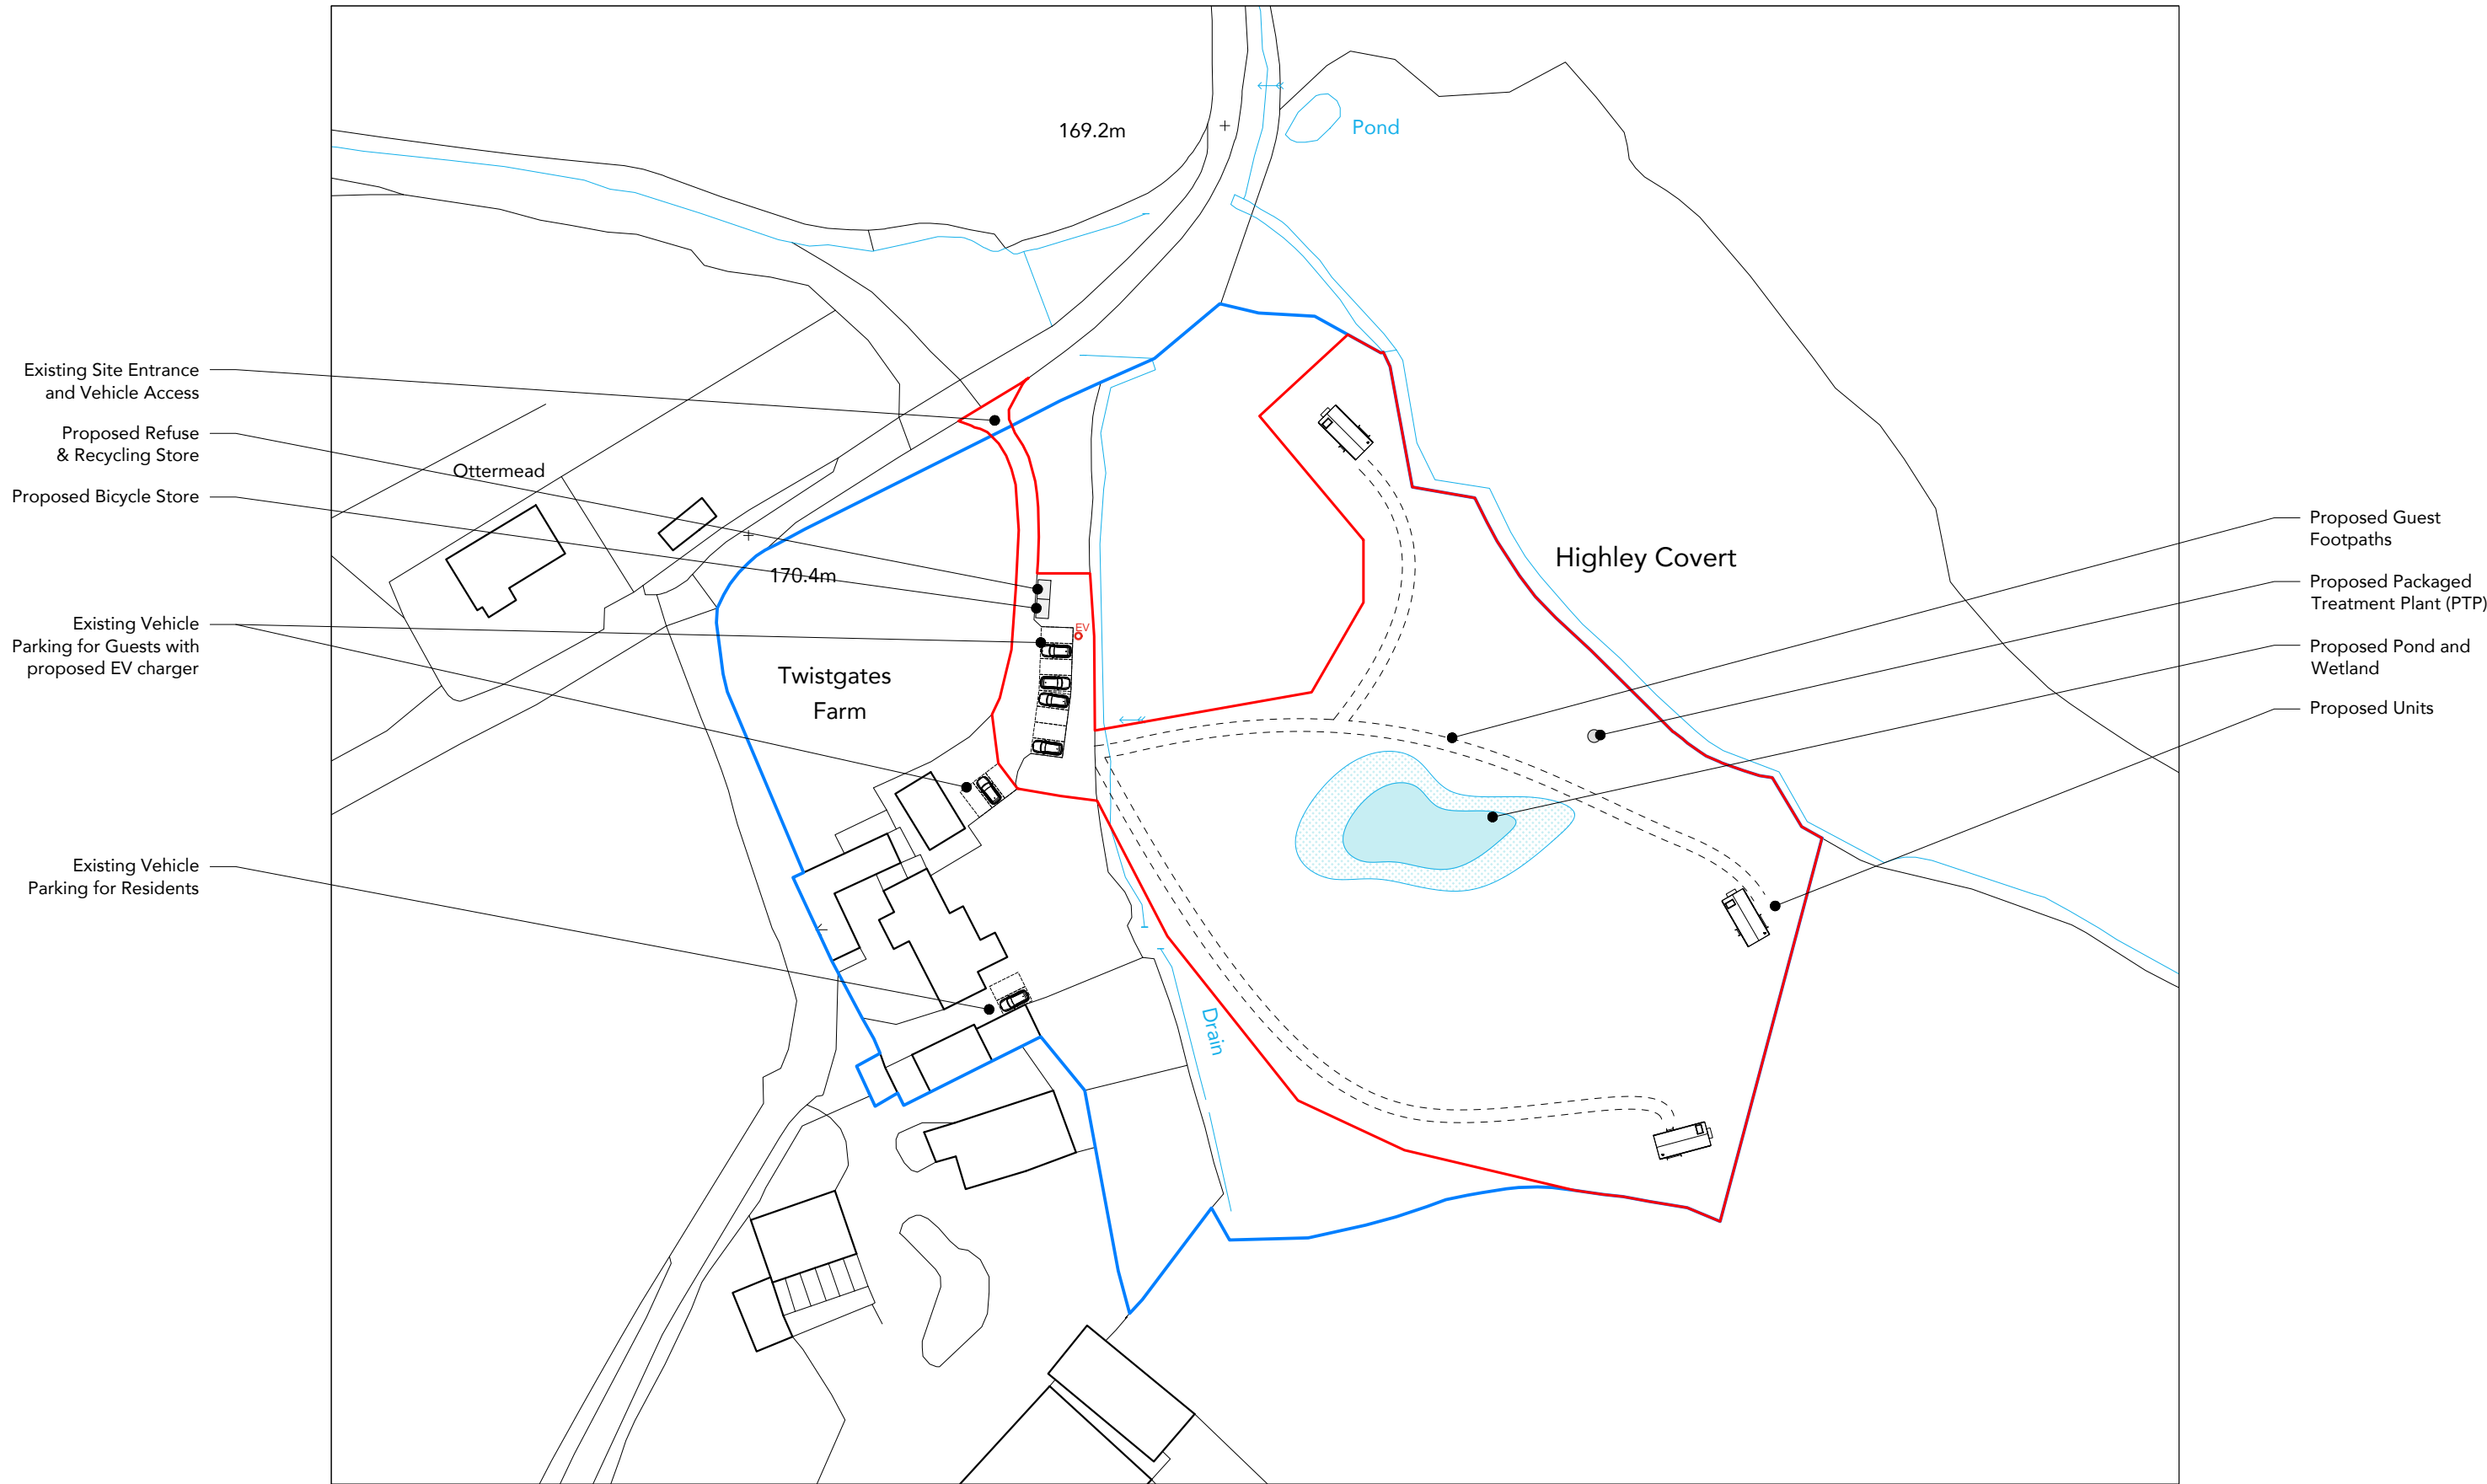 169.2m
Pond
Existing Site Entrance
and Vehicle Access
Proposed Refuse
& Recycling Store
Proposed Bicycle Store
Existing Vehicle
Parking for Guests with
proposed EV charger
Existing Vehicle
Parking for Residents
Ottermead
170.4m
EV
Twistgates
Farm
Highley Covert
Drain
Proposed Guest
Footpaths
Proposed Packaged
Treatment Plant (PTP)
Proposed Pond and
Wetland
Proposed Units